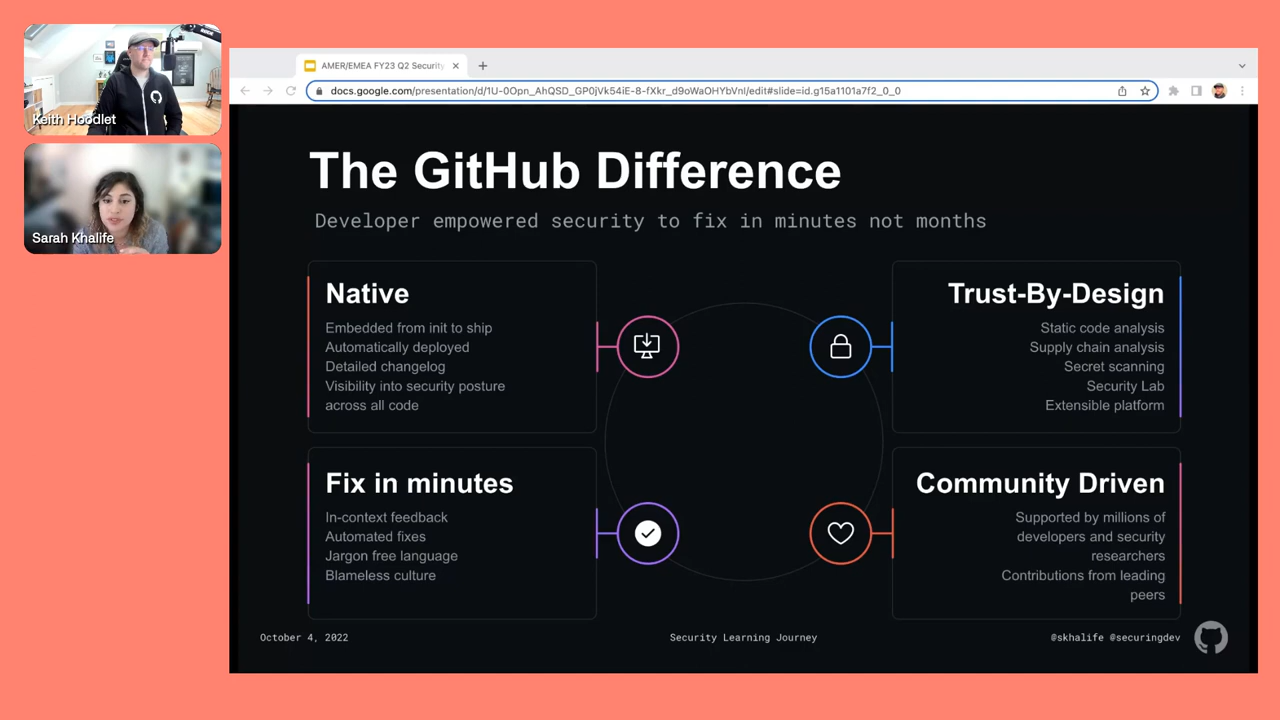 Keith Hoodlet
Sarah Khalife
AMER/EMEA FY23 Q2 Security
docs.google.com/presentation/d/1U-0Opn_AhQSD_GP0jVk54iE-8-fXkr_d9oWaOHYbVnI/edit#slide=id.g15a1101a7f2_0_0
The GitHub Difference
Developer empowered security to fix in minutes not months
Native
Embedded from init to ship
Automatically deployed
Detailed changelog
Visibility into security posture
across all code
Trust-By-Design
Static code analysis
Supply chain analysis
Secret scanning
Security Lab
Extensible platform
Fix in minutes
In-context feedback
Automated fixes
Jargon free language
Blameless culture
Community Driven
Supported by millions of
developers and security
researchers
Contributions from leading
peers
October 4, 2022
Security Learning Journey
@skhalife @securingdev